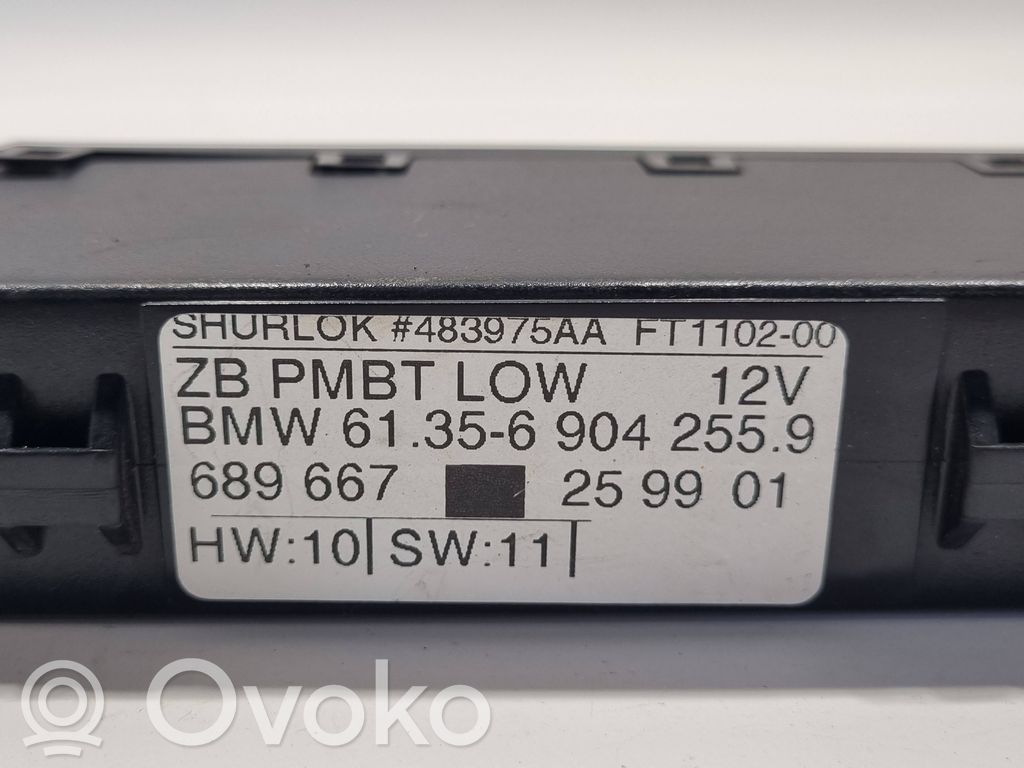 SHURLOK #483975AA FT1102-00
ZB PMBT LOW 12V
BMW 61.35-6 904 255.9
689 667 25 99 01
HW:10 SW:11
Ovoko